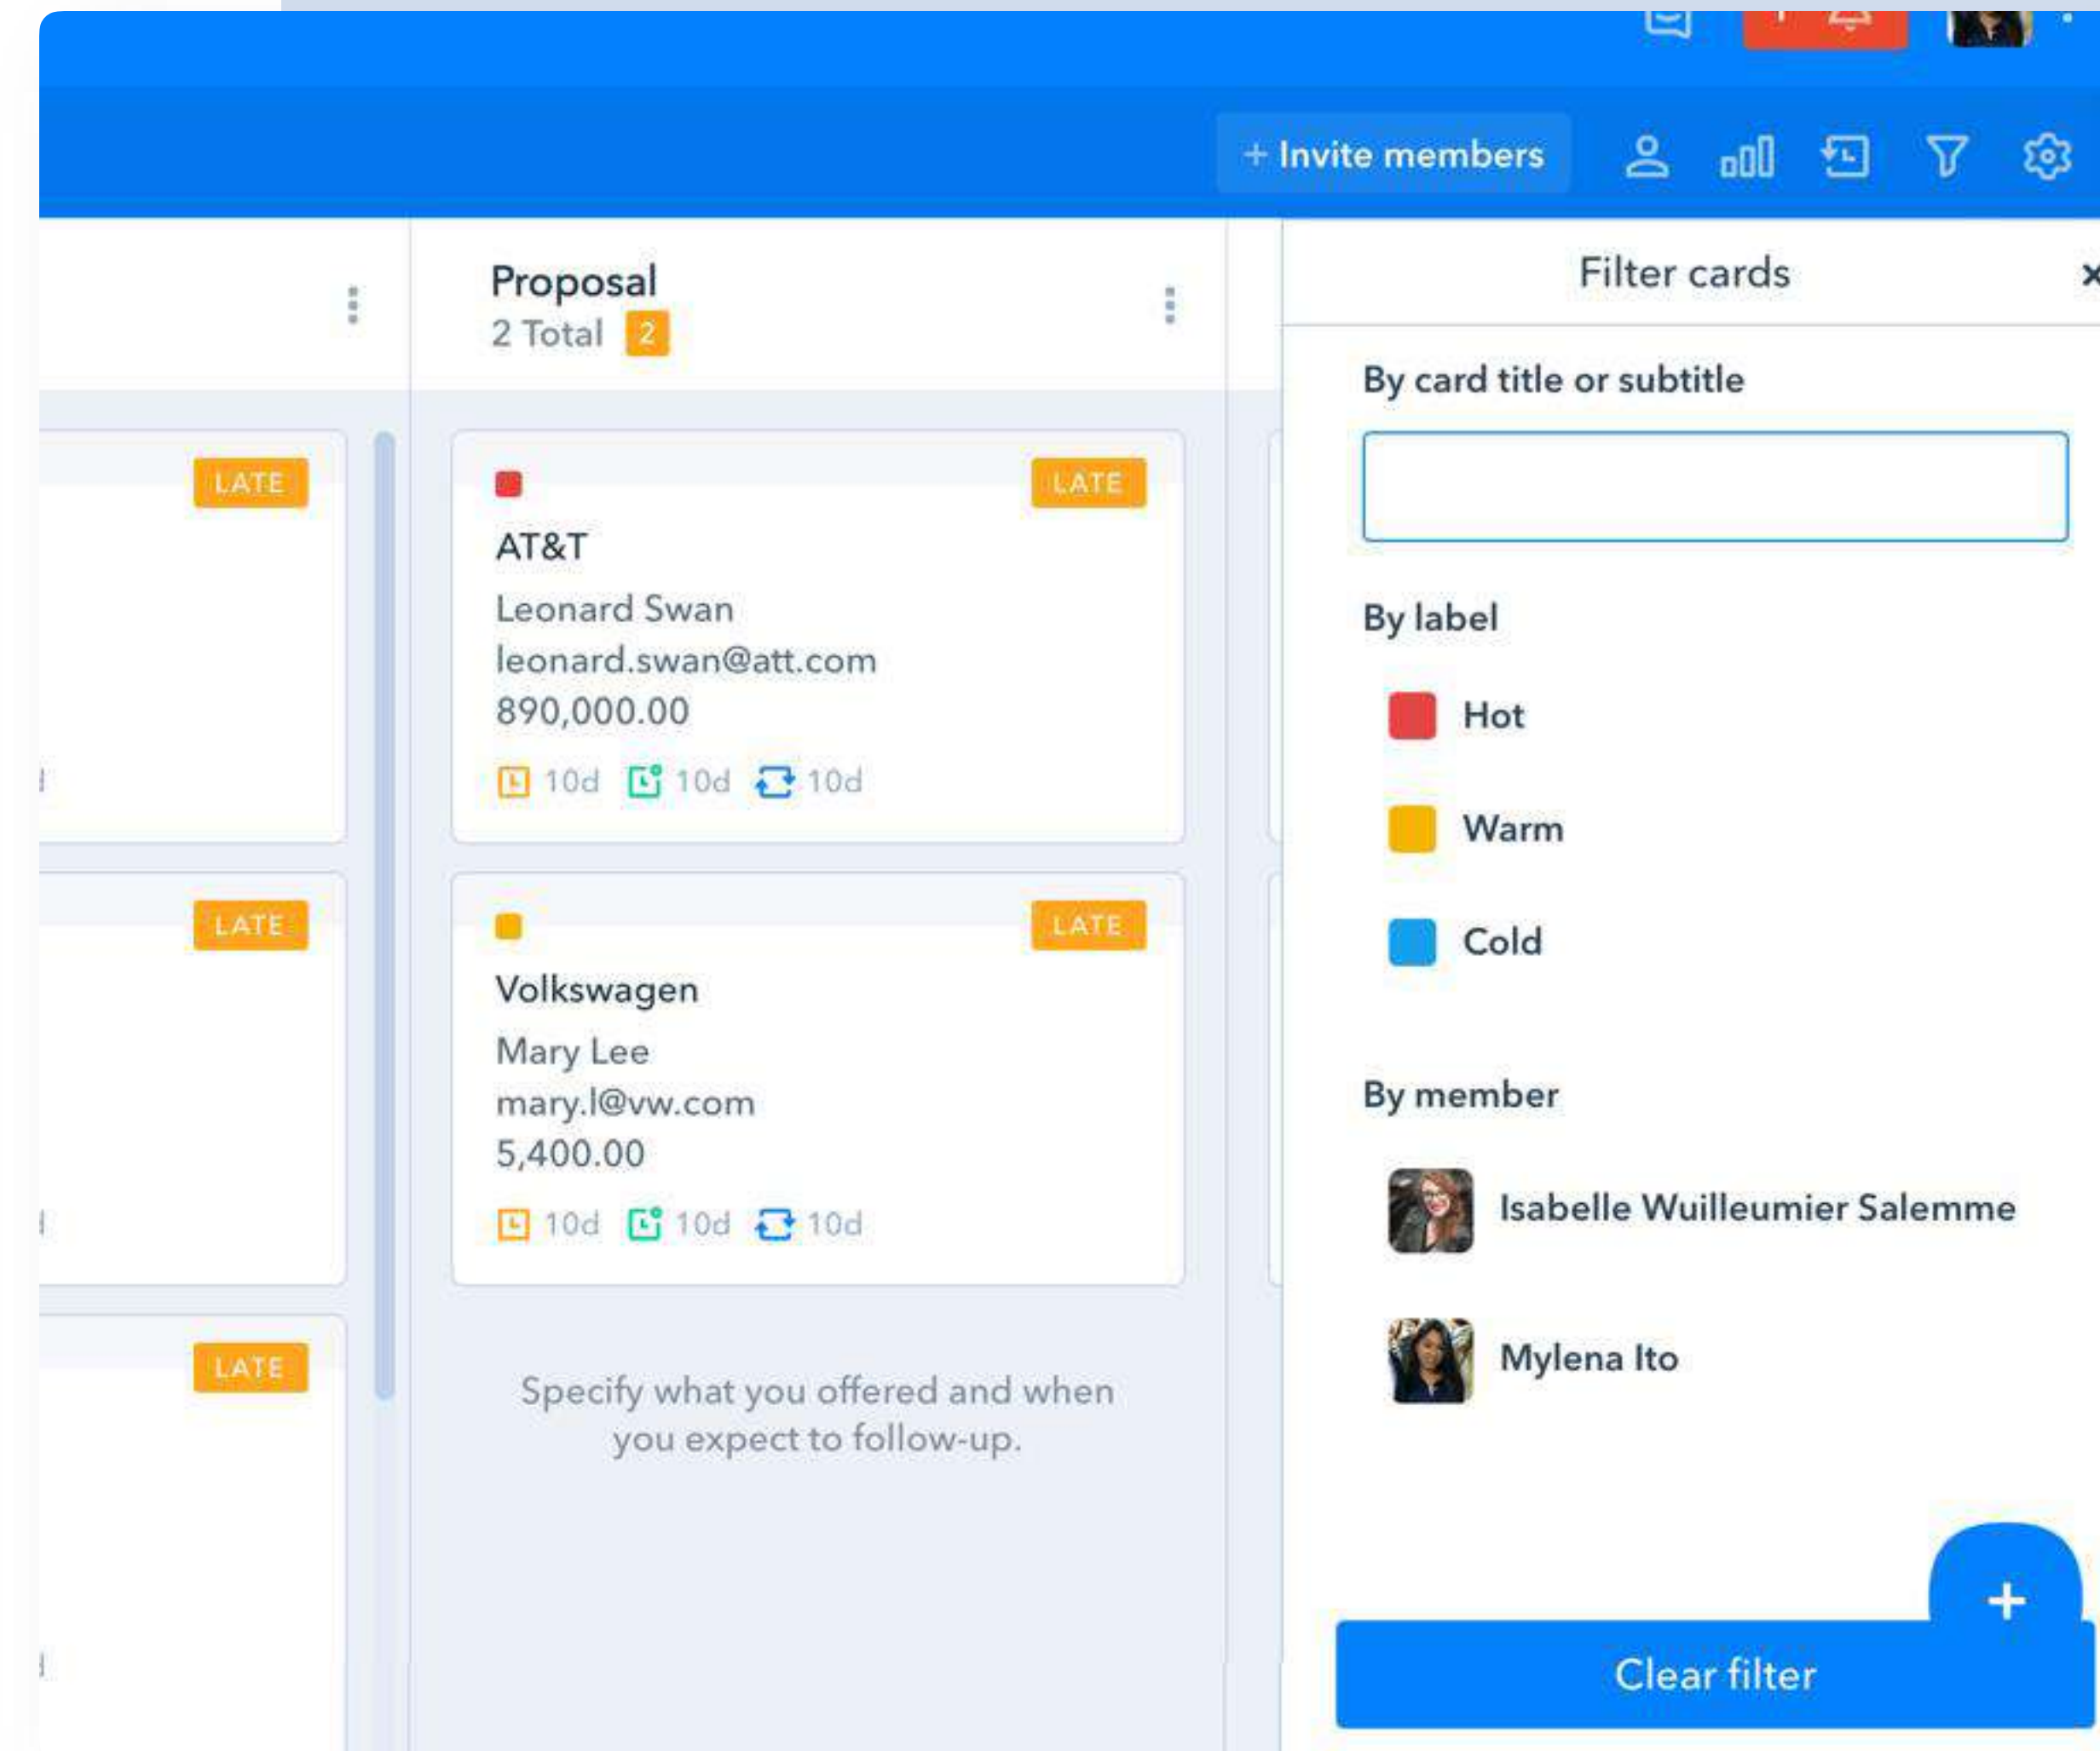 + Invite members
Proposal
2 Total 2
LATE
LATE
AT&T
Leonard Swan
leonard.swan@att.com
890,000.00
10d 10d 10d
LATE
LATE
Volkswagen
Mary Lee
mary.l@vw.com
5,400.00
10d 10d 10d
LATE
Specify what you offered and when
you expect to follow-up.
Filter cards
By card title or subtitle
By label
Hot
Warm
Cold
By member
Isabelle Wuilleumier Salemme
Mylena Ito
+
Clear filter